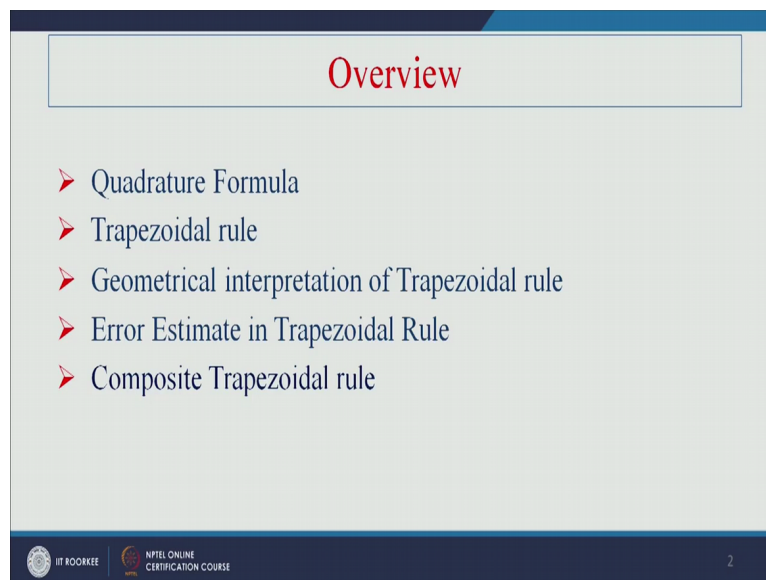 Overview
Quadrature Formula
Trapezoidal rule
Geometrical interpretation of Trapezoidal rule
Error Estimate in Trapezoidal Rule
Composite Trapezoidal rule
IIT ROORKEE
NPTEL ONLINE
CERTIFICATION COURSE
2